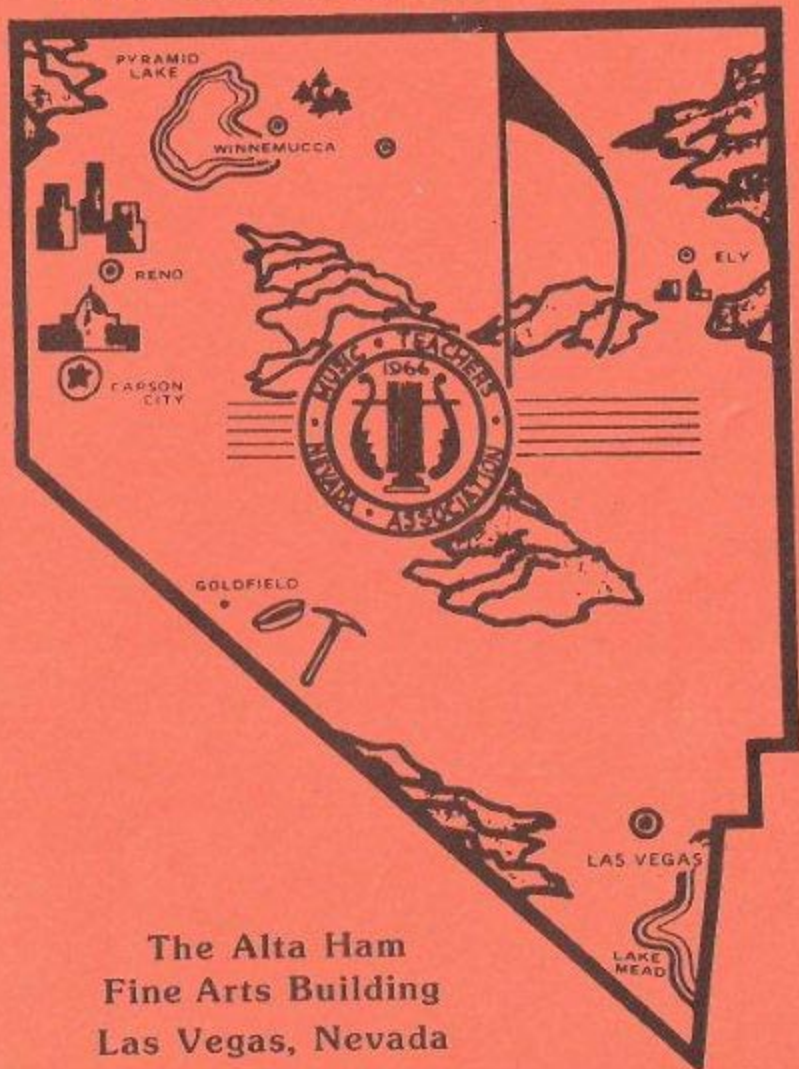 PYRAMID
LAKE
WINNEMUCCA
RENO
ELY
CARSON
CITY
MUSIC • TEACHERS •
1966
NEVADA • ASSOCIATION
GOLDFIELD
LAS VEGAS
LAKE
MEAD
The Alta Ham
Fine Arts Building
Las Vegas, Nevada